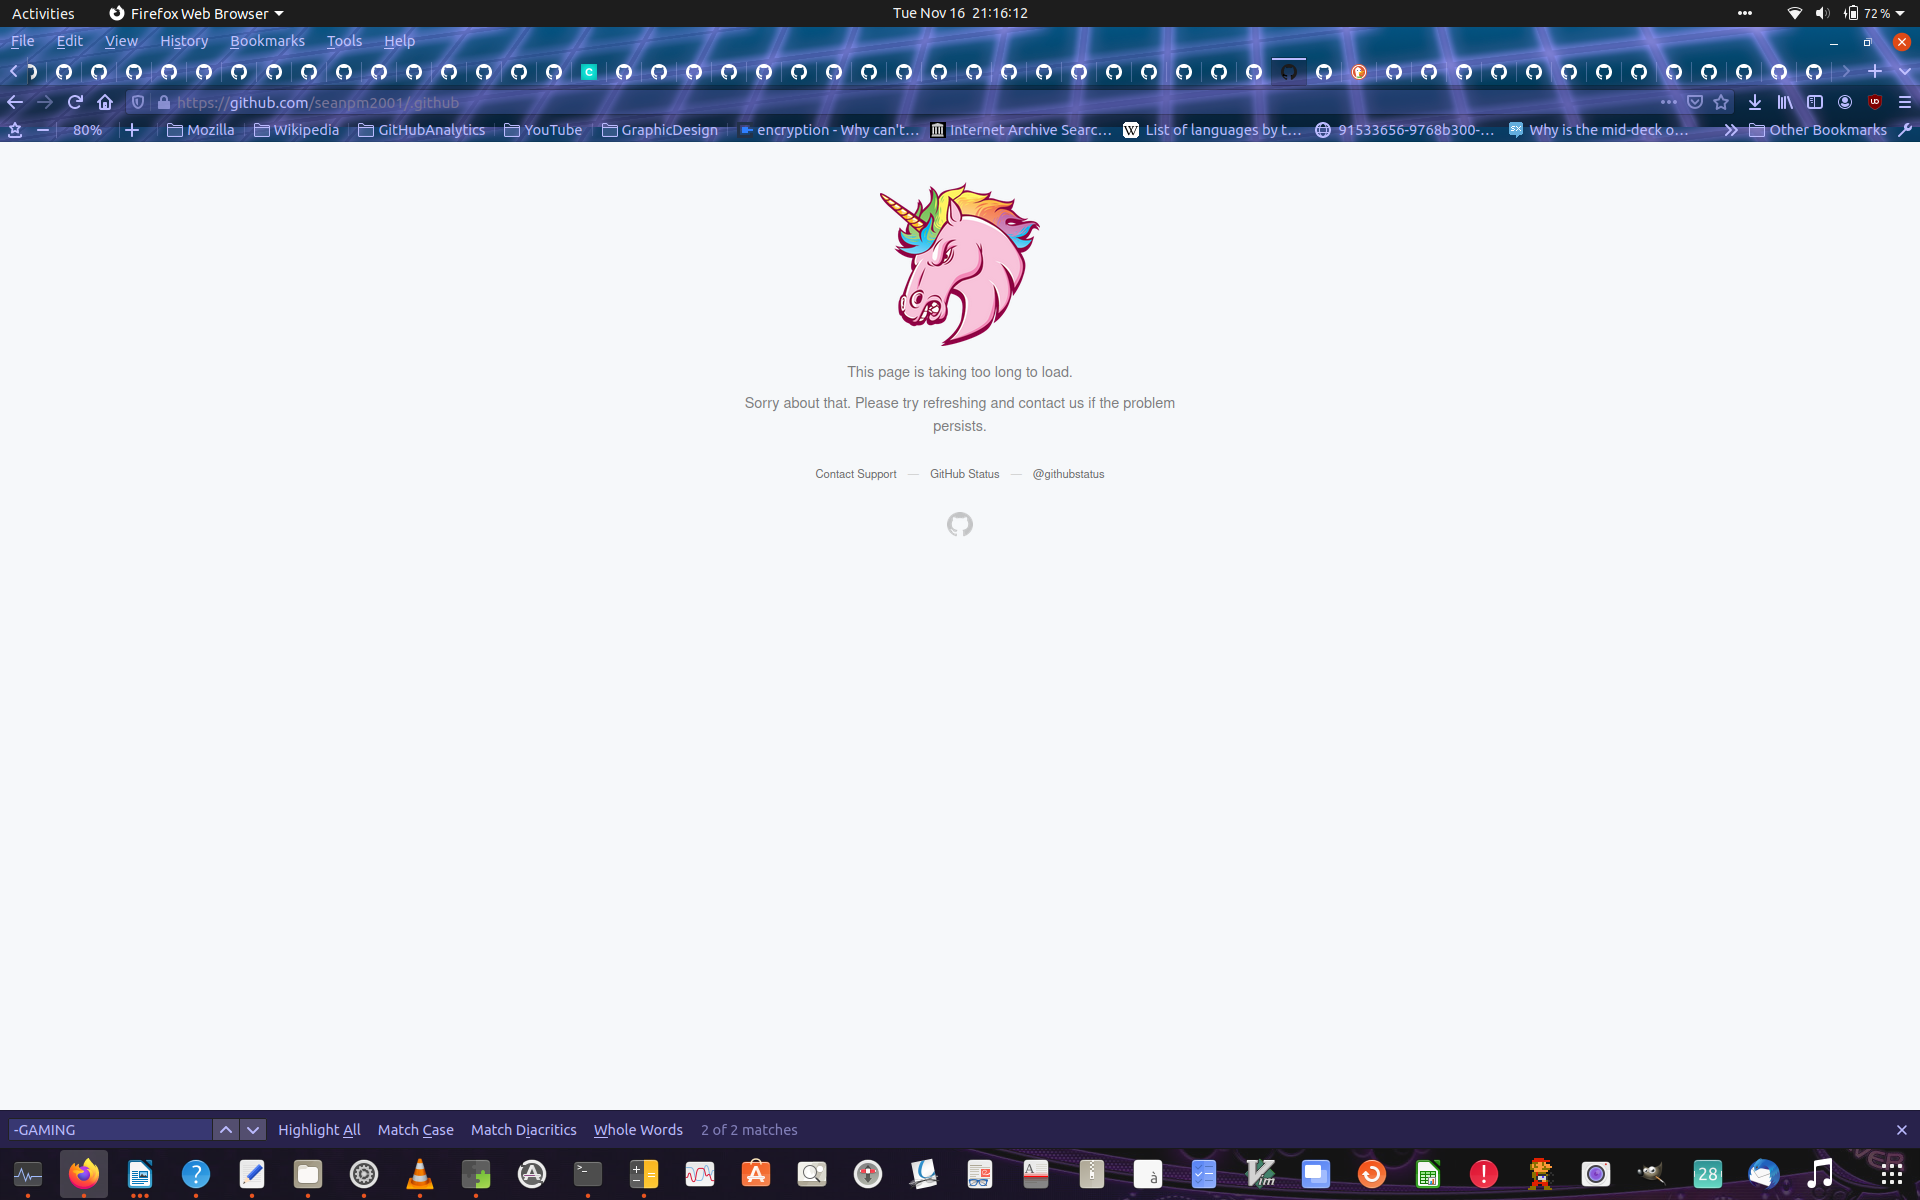 Activities Firefox Web Browser Tue Nov 16 21:16:12 72 %
File Edit View History Bookmarks Tools Help
C
https://github.com/seanpm2001/.github
80% Mozilla Wikipedia GitHubAnalytics YouTube GraphicDesign encryption - Why can't… Internet Archive Searc… W List of languages by t… 91533656-9768b300-… Why is the mid-deck o… Other Bookmarks
This page is taking too long to load.
Sorry about that. Please try refreshing and contact us if the problem
persists.
Contact Support — GitHub Status — @githubstatus
-GAMING Highlight All Match Case Match Diacritics Whole Words 2 of 2 matches
28